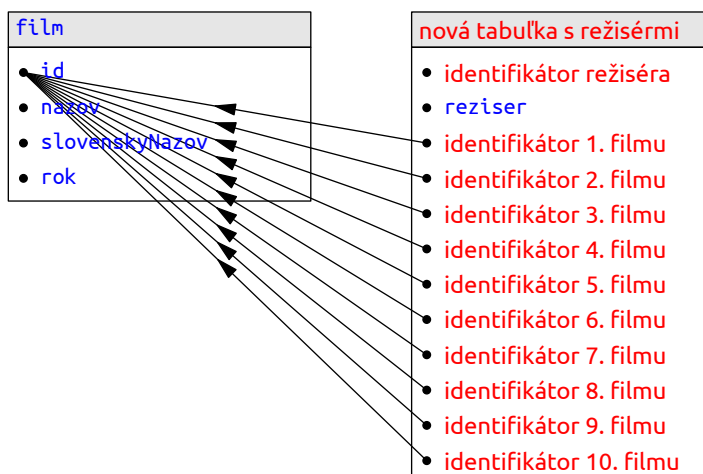 film
id
nazov
slovenskyNazov
rok
nová tabuľka s režisérmi
identifikátor režiséra
reziser
identifikátor 1. filmu
identifikátor 2. filmu
identifikátor 3. filmu
identifikátor 4. filmu
identifikátor 5. filmu
identifikátor 6. filmu
identifikátor 7. filmu
identifikátor 8. filmu
identifikátor 9. filmu
identifikátor 10. filmu